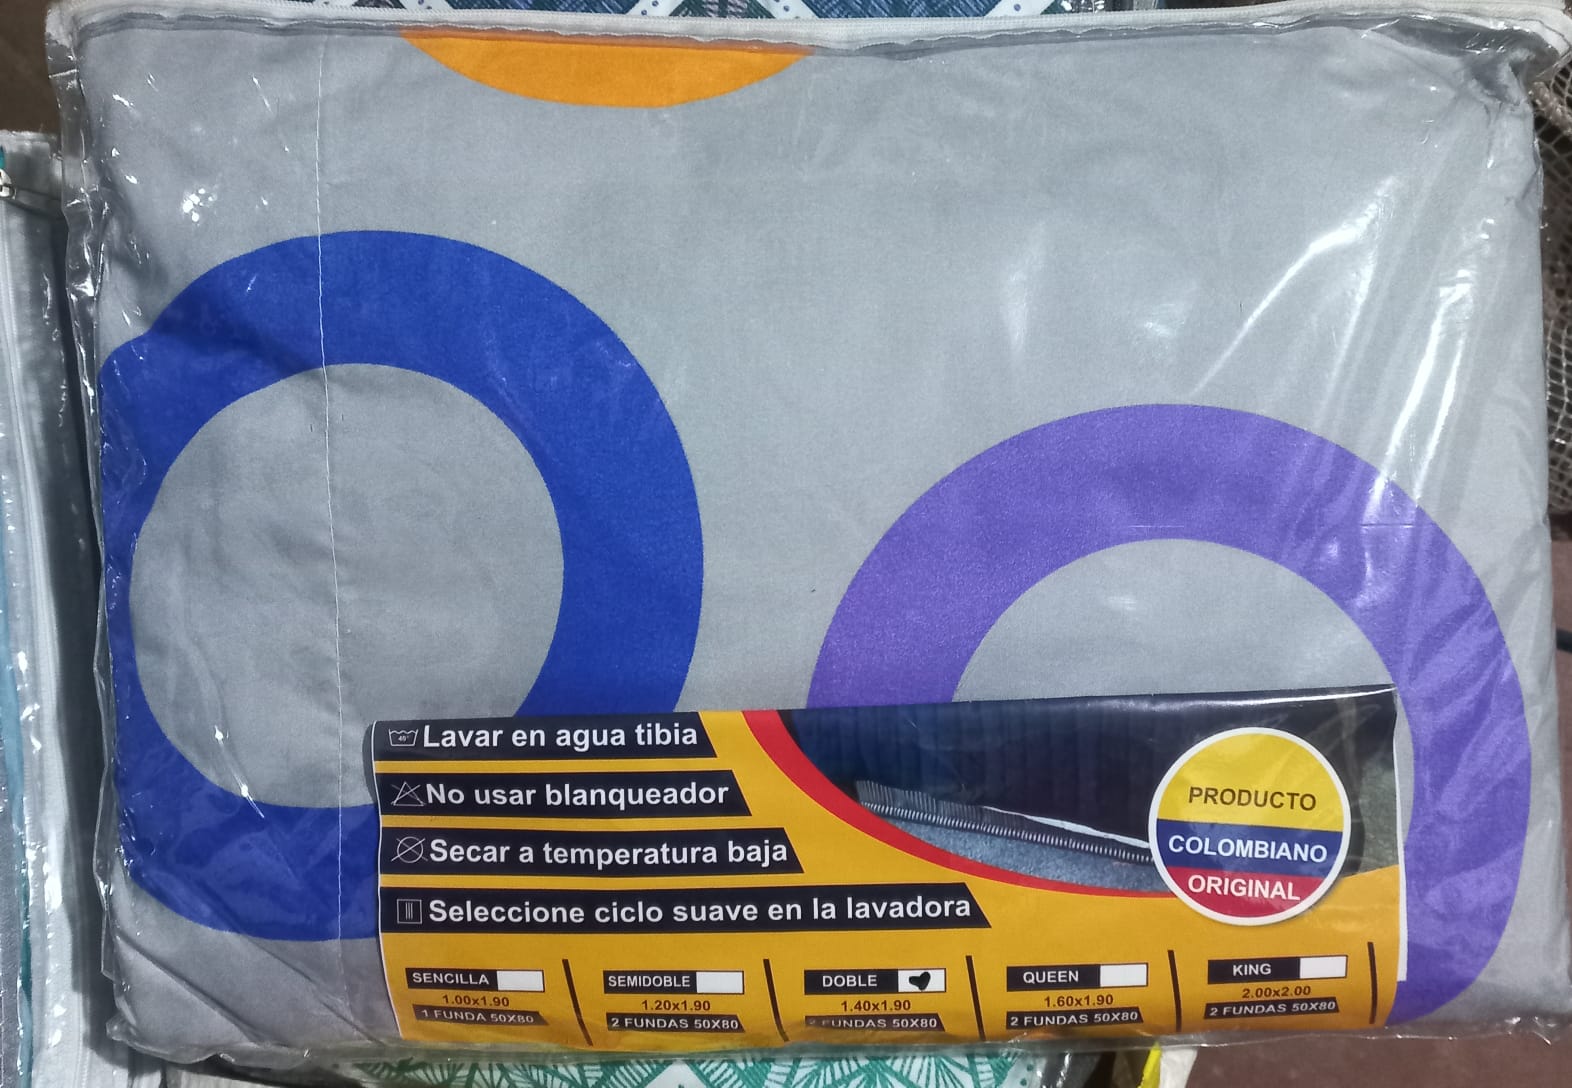 Lavar en agua tibia
No usar blanqueador
Secar a temperatura baja
Seleccione ciclo suave en la lavadora
PRODUCTO
COLOMBIANO
ORIGINAL
SENCILLA
1.00x1.90
1 FUNDA 50X80
SEMIDOBLE
1.20x1.90
2 FUNDAS 50X80
DOBLE
1.40x1.90
2 FUNDAS 50X80
QUEEN
1.60x1.90
2 FUNDAS 50X80
KING
2.00x2.00
2 FUNDAS 50X80